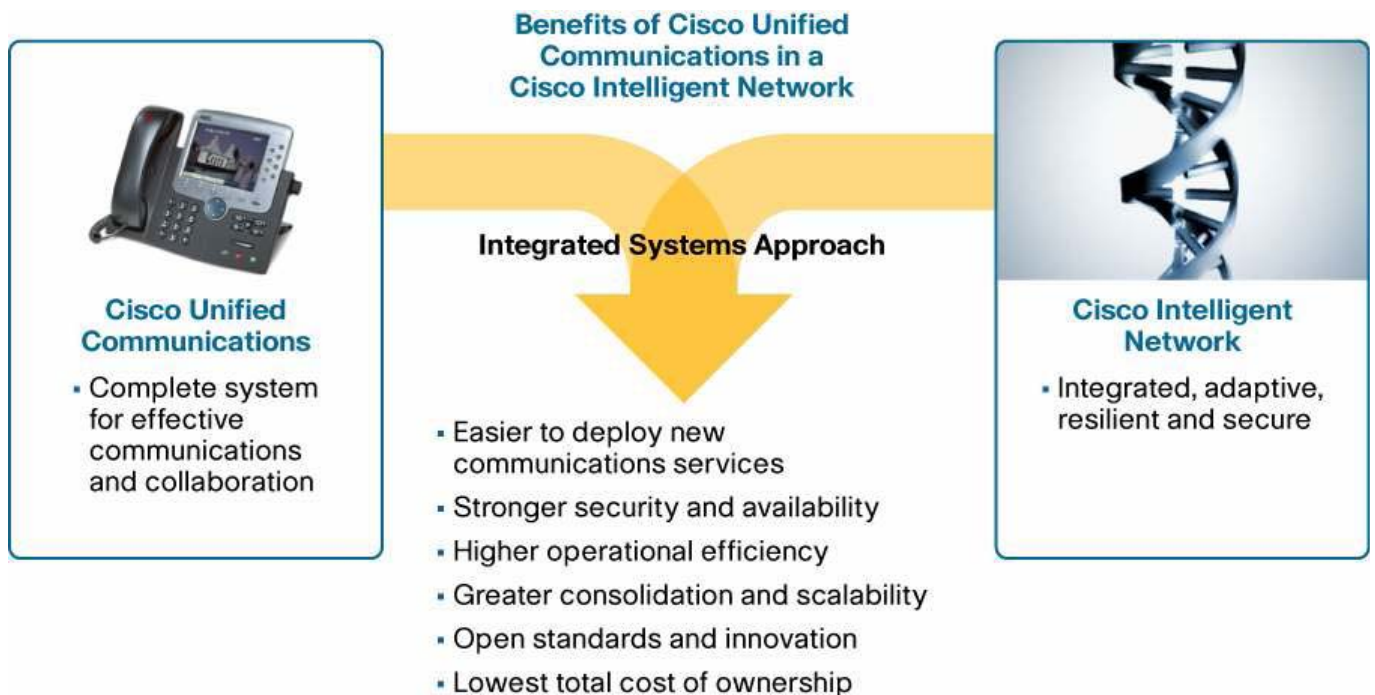 Benefits of Cisco Unified
Communications in a
Cisco Intelligent Network
Integrated Systems Approach
Cisco Unified
Communications
▪ Complete system
for effective
communications
and collaboration
▪ Easier to deploy new
communications services
▪ Stronger security and availability
▪ Higher operational efficiency
▪ Greater consolidation and scalability
▪ Open standards and innovation
▪ Lowest total cost of ownership
Cisco Intelligent
Network
▪ Integrated, adaptive,
resilient and secure